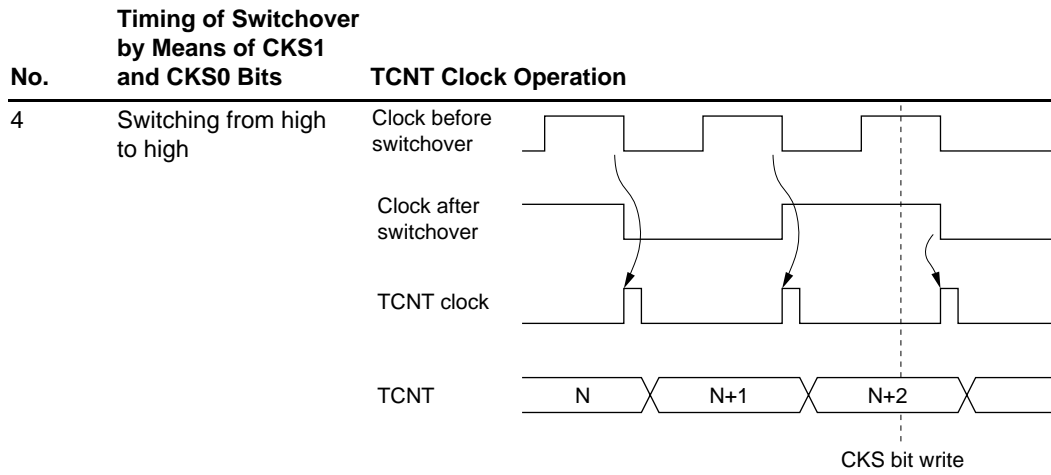 No.
Timing of Switchover
by Means of CKS1
and CKS0 Bits
TCNT Clock Operation
4
Switching from high
to high
Clock before
switchover
Clock after
switchover
TCNT clock
TCNT
N
N+1
N+2
CKS bit write